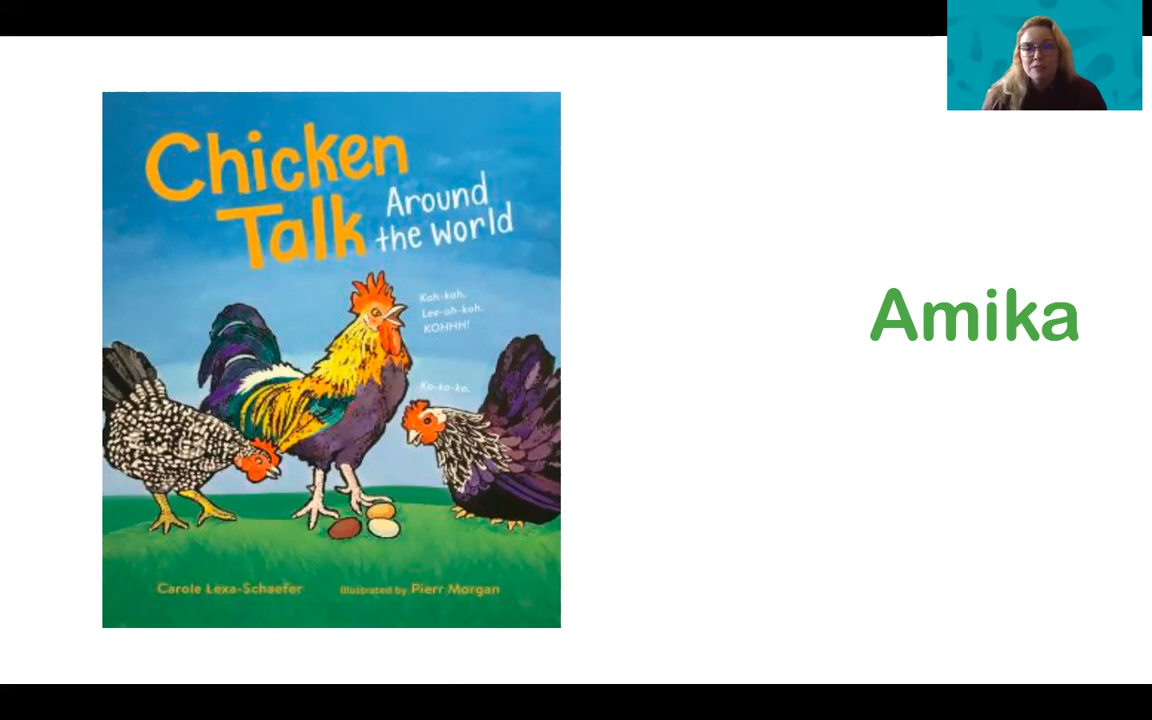 Chicken
Talk
Around
the world
Koh-koh.
Lee-oh-koh.
KOHHH!
Ko-ko-ko.
Carole Lexa-Schaefer
illustrated by Pierr Morgan
Amika